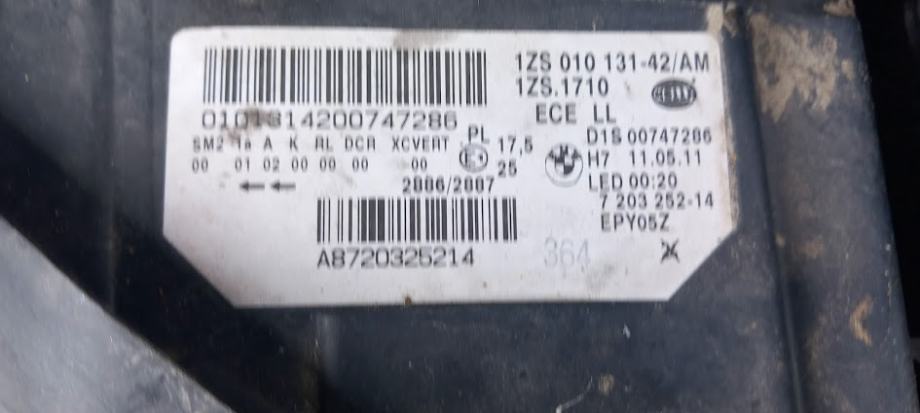 1ZS 010 131-42/AM
1ZS.1710
HELLA
ECE LL
0101314200747286
D1S 00747286
H7 11.05.11
LED 00:20
7 203 252-14
EPY05Z
SM2 1a A K RL DCR XCVERT
00 01 02 00 00 00 00
PL 17,5
25
2886/2887
A8720325214
364